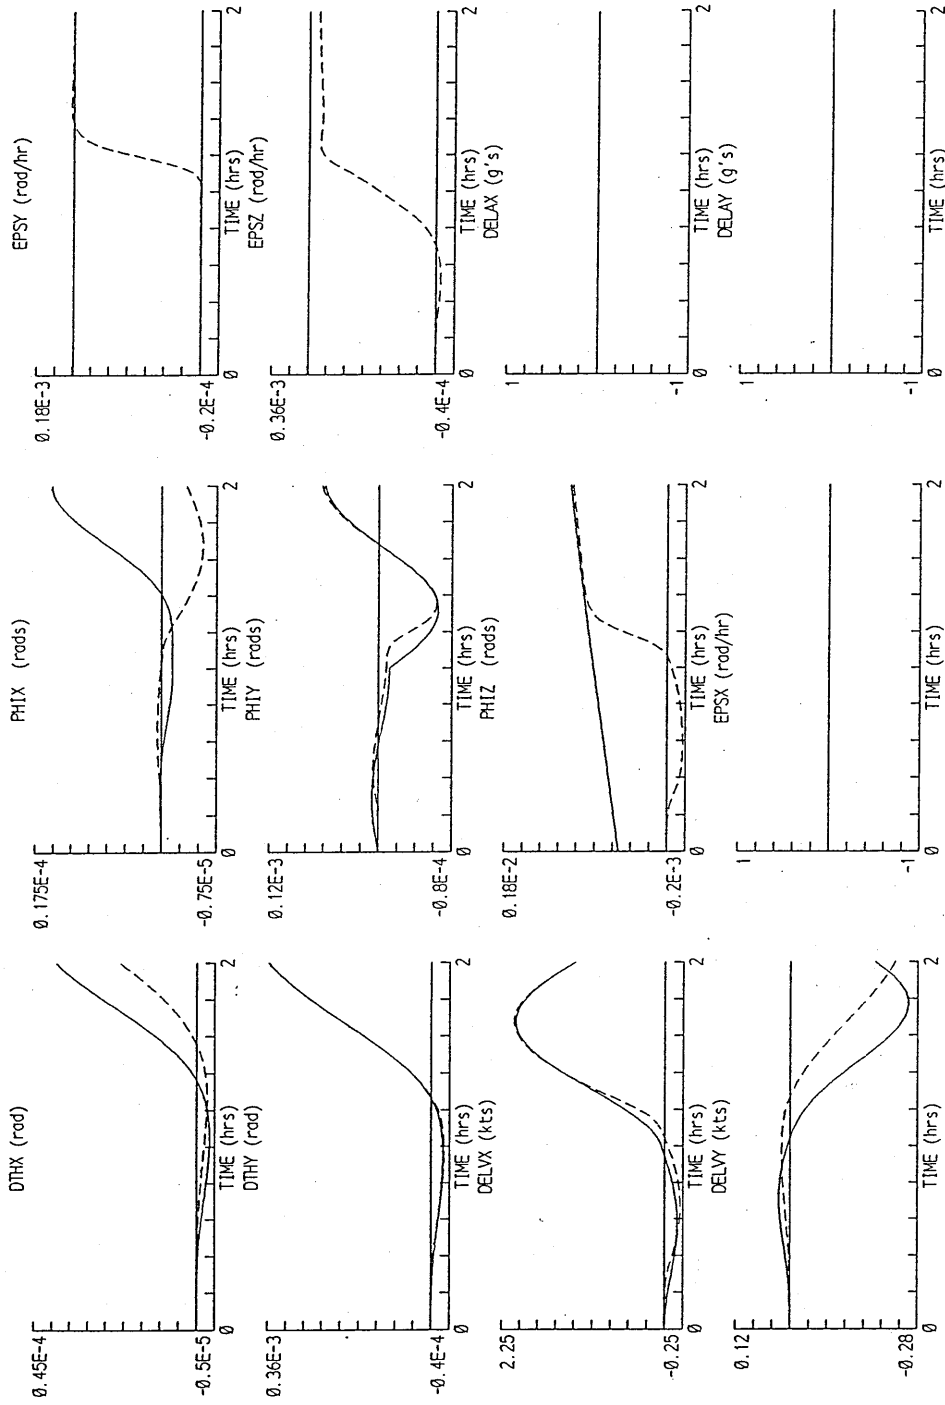 DTHX (rad)
0.45E-4
-0.5E-5
0
2
TIME (hrs)
DTHY (rad)
0.36E-3
-0.4E-4
0
2
TIME (hrs)
DELVX (kts)
2.25
-0.25
0
2
TIME (hrs)
DELVY (kts)
0.12
-0.28
0
2
TIME (hrs)
PHIX (rads)
0.175E-4
-0.75E-5
0
2
TIME (hrs)
PHIY (rads)
0.12E-3
-0.8E-4
0
2
TIME (hrs)
PHIZ (rads)
0.18E-2
-0.2E-3
0
2
TIME (hrs)
EPSX (rad/hr)
1
-1
0
2
TIME (hrs)
EPSY (rad/hr)
0.18E-3
-0.2E-4
0
2
TIME (hrs)
EPSZ (rad/hr)
0.36E-3
-0.4E-4
0
2
TIME (hrs)
DELAX (g's)
1
-1
0
2
TIME (hrs)
DELAY (g's)
1
-1
0
2
TIME (hrs)